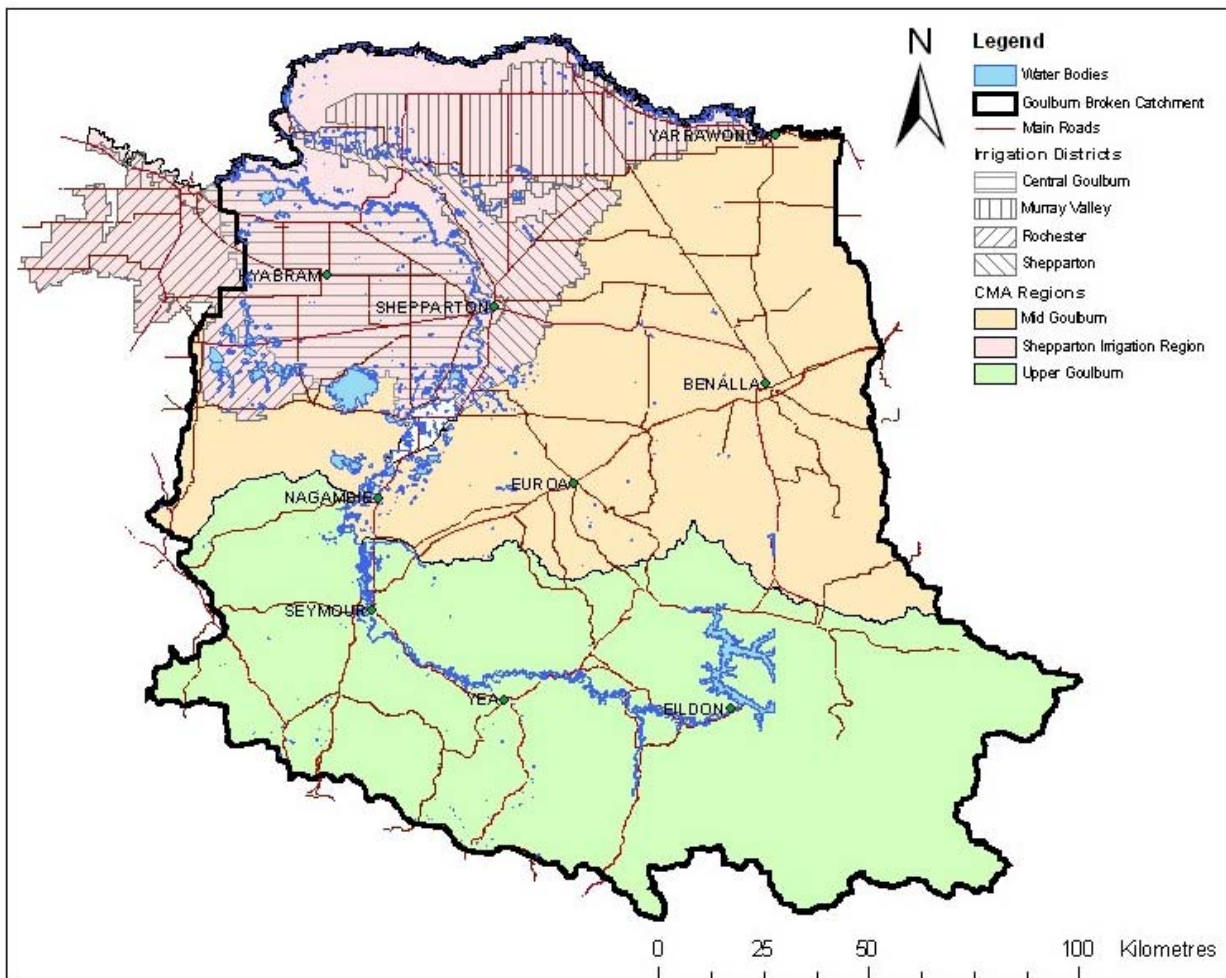 N
Legend
Water Bodies
Goulburn Broken Catchment
Main Roads
Irrigation Districts
Central Goulburn
Murray Valley
Rochester
Shepparton
CMA Regions
Mid Goulburn
Shepparton Irrigation Region
Upper Goulburn
YARRAWONGA
KYABRAM
SHEPPARTON
BENALLA
EUROA
NAGAMBIE
SEYMOUR
YEA
EILDON
0 25 50 100 Kilometres